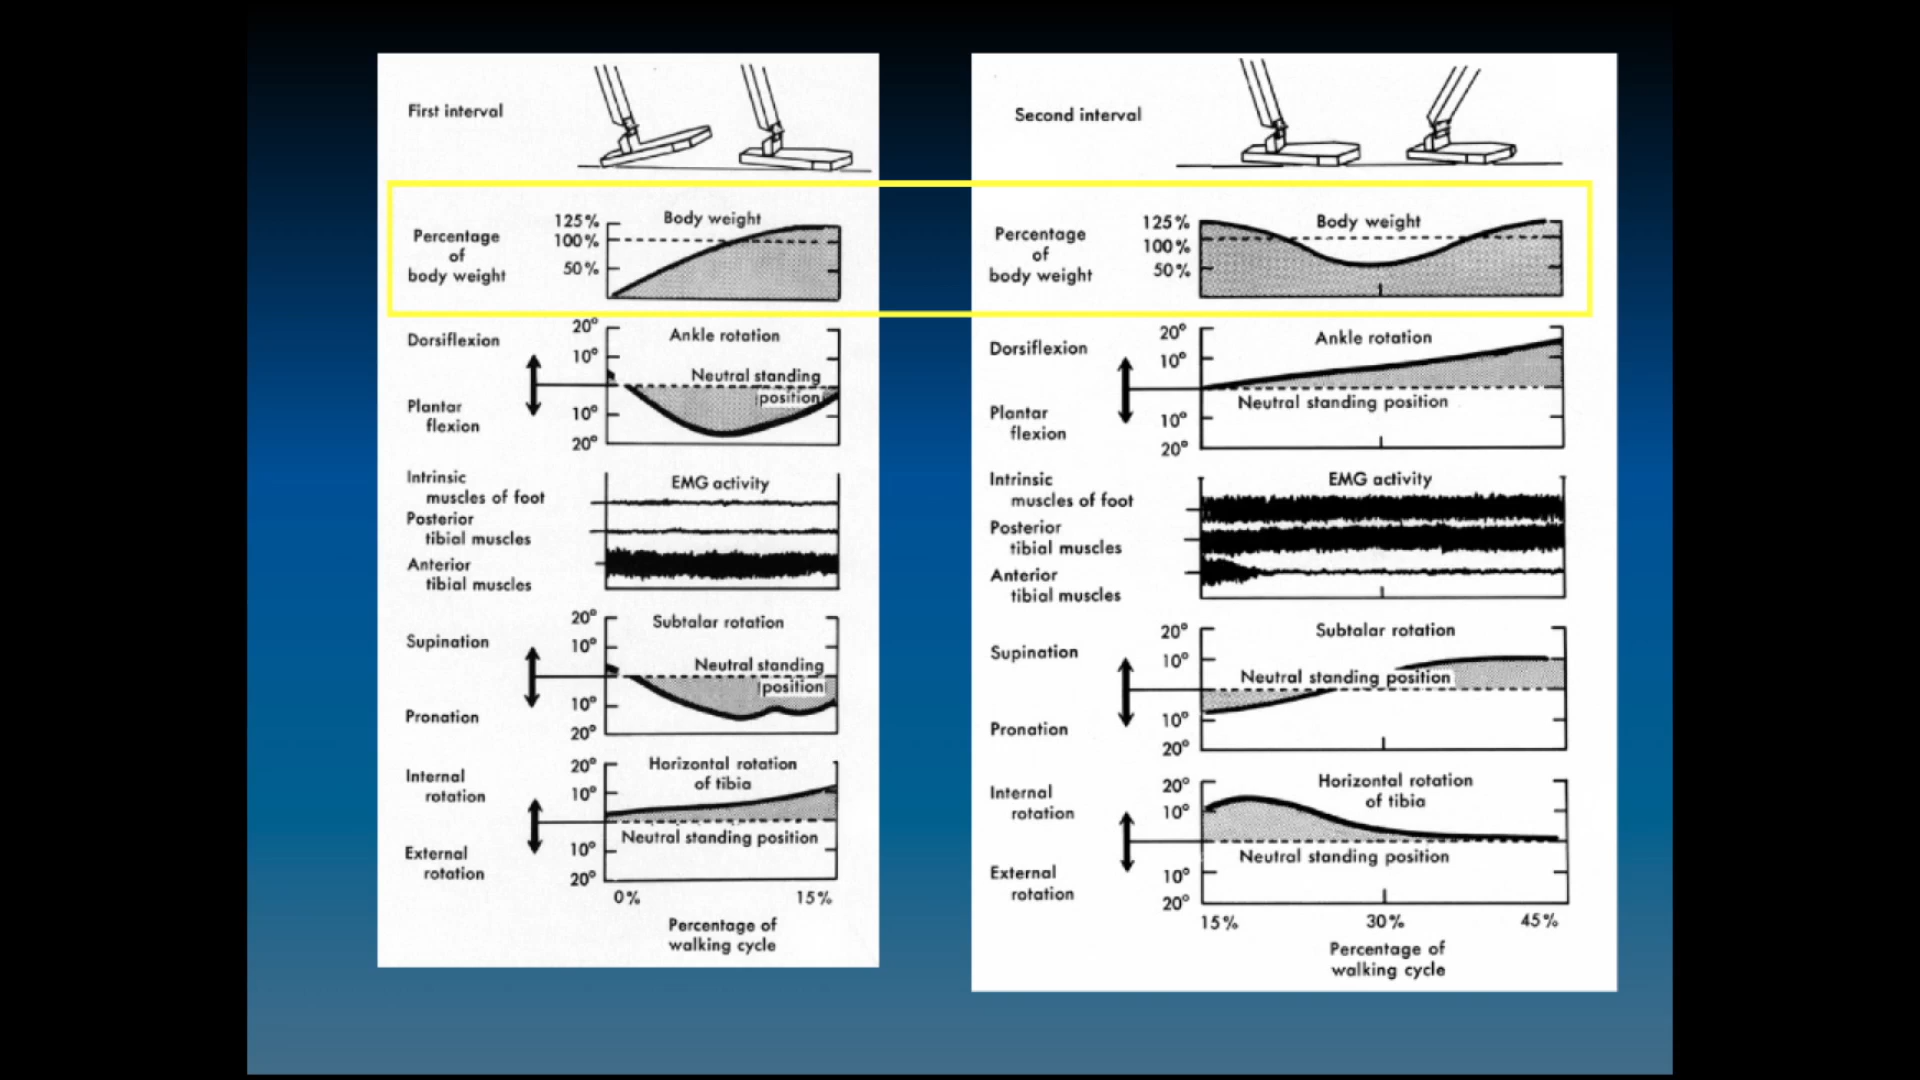 First interval
Body weight
125%
100%
50%
Percentage
of
body weight
20°
10°
10°
20°
Ankle rotation
Dorsiflexion
Neutral standing
position
Plantar
flexion
EMG activity
Intrinsic
muscles of foot
Posterior
tibial muscles
Anterior
tibial muscles
20°
10°
10°
20°
Subtalar rotation
Supination
Neutral standing
position
Pronation
20°
10°
10°
20°
Horizontal rotation
of tibia
Internal
rotation
Neutral standing position
External
rotation
0%
15%
Percentage of
walking cycle
Second interval
Body weight
125%
100%
50%
Percentage
of
body weight
20°
10°
10°
20°
Ankle rotation
Dorsiflexion
Neutral standing position
Plantar
flexion
EMG activity
Intrinsic
muscles of foot
Posterior
tibial muscles
Anterior
tibial muscles
20°
10°
10°
20°
Subtalar rotation
Supination
Neutral standing position
Pronation
20°
10°
10°
20°
Horizontal rotation
of tibia
Internal
rotation
Neutral standing position
External
rotation
15%
30%
45%
Percentage of
walking cycle